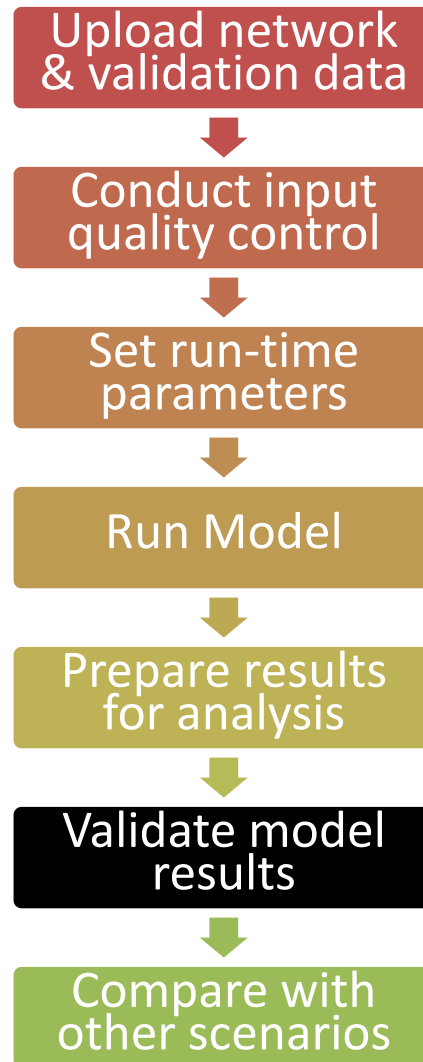 Upload network
& validation data
Conduct input
quality control
Set run-time
parameters
Run Model
Prepare results
for analysis
Validate model
results
Compare with
other scenarios